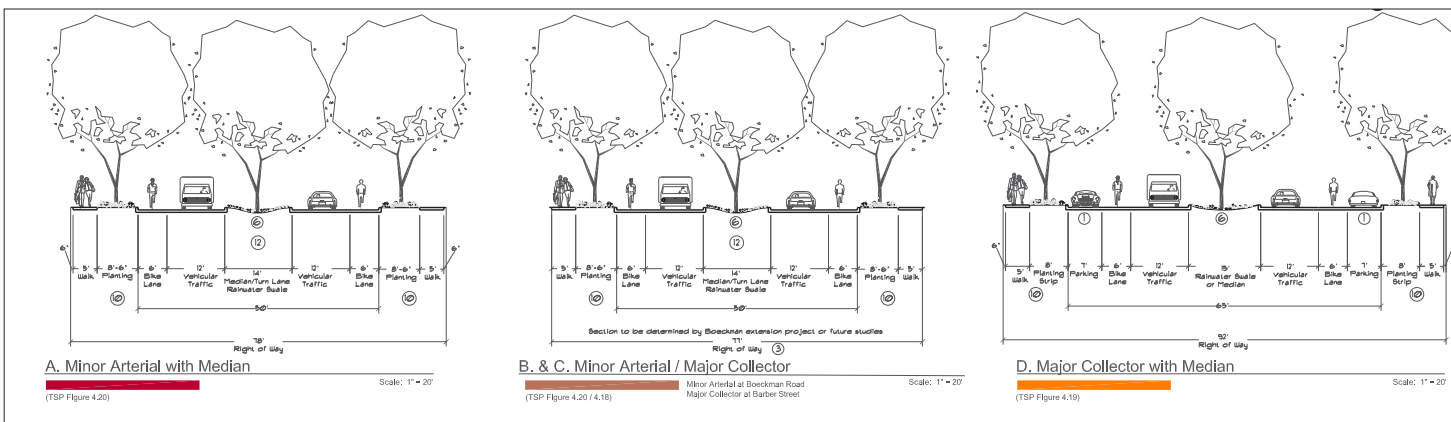 6
12
6"
6"
5' Walk
8'-6" Planting
6' Bike Lane
12' Vehicular Traffic
14' Median/Turn Lane Rainwater Swale
12' Vehicular Traffic
6' Bike Lane
8'-6" Planting
5' Walk
10
10
50'
78'
Right of Way
A. Minor Arterial with Median
Scale: 1" = 20'
(TSP Figure 4.20)
6
12
5' Walk
8'-6" Planting
6' Bike Lane
12' Vehicular Traffic
14' Median/Turn Lane Rainwater Swale
12' Vehicular Traffic
6' Bike Lane
8'-6" Planting
5' Walk
10
10
50'
Section to be determined by Boeckman extension project or future studies
77'
Right of Way 3
B. & C. Minor Arterial / Major Collector
Minor Arterial at Boeckman Road
Major Collector at Barber Street
Scale: 1" = 20'
(TSP Figure 4.20 / 4.18)
1
6
1
6"
5' Walk
8' Planting Strip
7' Parking
6' Bike Lane
12' Vehicular Traffic
15' Rainwater Swale or Median
12' Vehicular Traffic
6' Bike Lane
7' Parking
8' Planting Strip
5' Walk
10
10
65'
92'
Right of Way
D. Major Collector with Median
Scale: 1" = 20'
(TSP Figure 4.19)